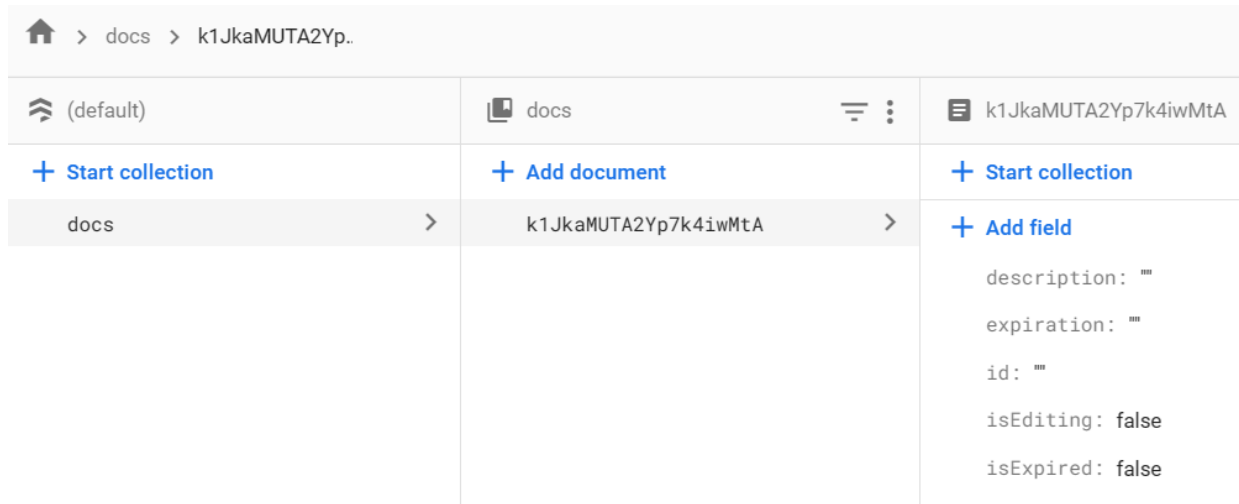 docs > k1JkaMUTA2Yp..
(default)
+ Start collection
docs
docs
+ Add document
k1JkaMUTA2Yp7k4iwMtA
k1JkaMUTA2Yp7k4iwMtA
+ Start collection
+ Add field
description: ""
expiration: ""
id: ""
isEditing: false
isExpired: false